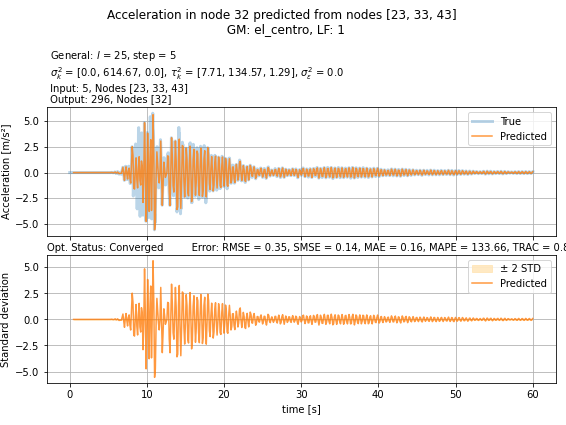 Acceleration in node 32 predicted from nodes [23, 33, 43]
GM: el_centro, LF: 1
General: l = 25, step = 5
σ²ₖ = [0.0, 614.67, 0.0], τ²ₖ = [7.71, 134.57, 1.29], σ²ε = 0.0
Input: 5, Nodes [23, 33, 43]
Output: 296, Nodes [32]
5.0
2.5
0.0
−2.5
−5.0
Acceleration [m/s²]
True
Predicted
Opt. Status: Converged Error: RMSE = 0.35, SMSE = 0.14, MAE = 0.16, MAPE = 133.66, TRAC = 0.8
5.0
2.5
0.0
−2.5
−5.0
Standard deviation
± 2 STD
Predicted
0 10 20 30 40 50 60
time [s]